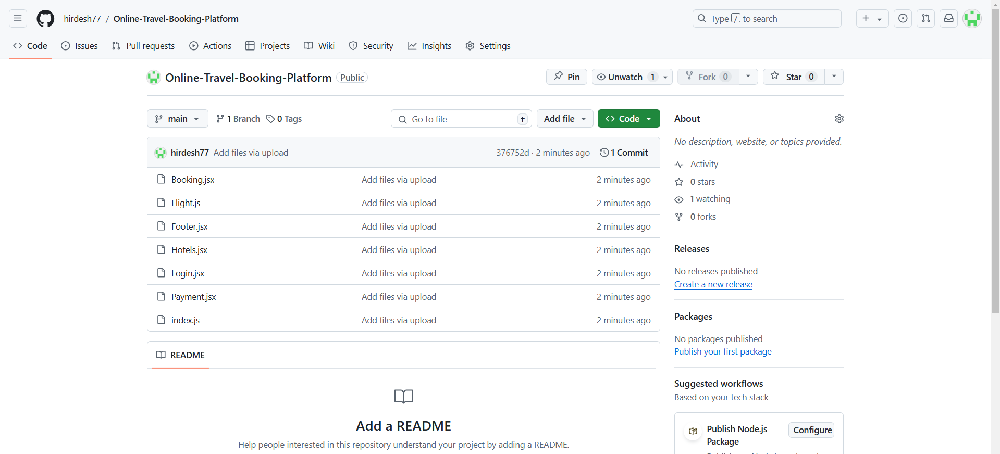 hirdesh77 / Online-Travel-Booking-Platform
Type / to search
Code Issues Pull requests Actions Projects Wiki Security Insights Settings
Online-Travel-Booking-Platform Public
Pin Unwatch 1 Fork 0 Star 0
main 1 Branch 0 Tags Go to file t Add file Code
hirdesh77 Add files via upload 376752d · 2 minutes ago 1 Commit
Booking.jsx Add files via upload 2 minutes ago
Flight.js Add files via upload 2 minutes ago
Footer.jsx Add files via upload 2 minutes ago
Hotels.jsx Add files via upload 2 minutes ago
Login.jsx Add files via upload 2 minutes ago
Payment.jsx Add files via upload 2 minutes ago
index.js Add files via upload 2 minutes ago
README
Add a README
Help people interested in this repository understand your project by adding a README.
About
No description, website, or topics provided.
Activity
0 stars
1 watching
0 forks
Releases
No releases published
Create a new release
Packages
No packages published
Publish your first package
Suggested workflows
Based on your tech stack
Publish Node.js Configure
Package